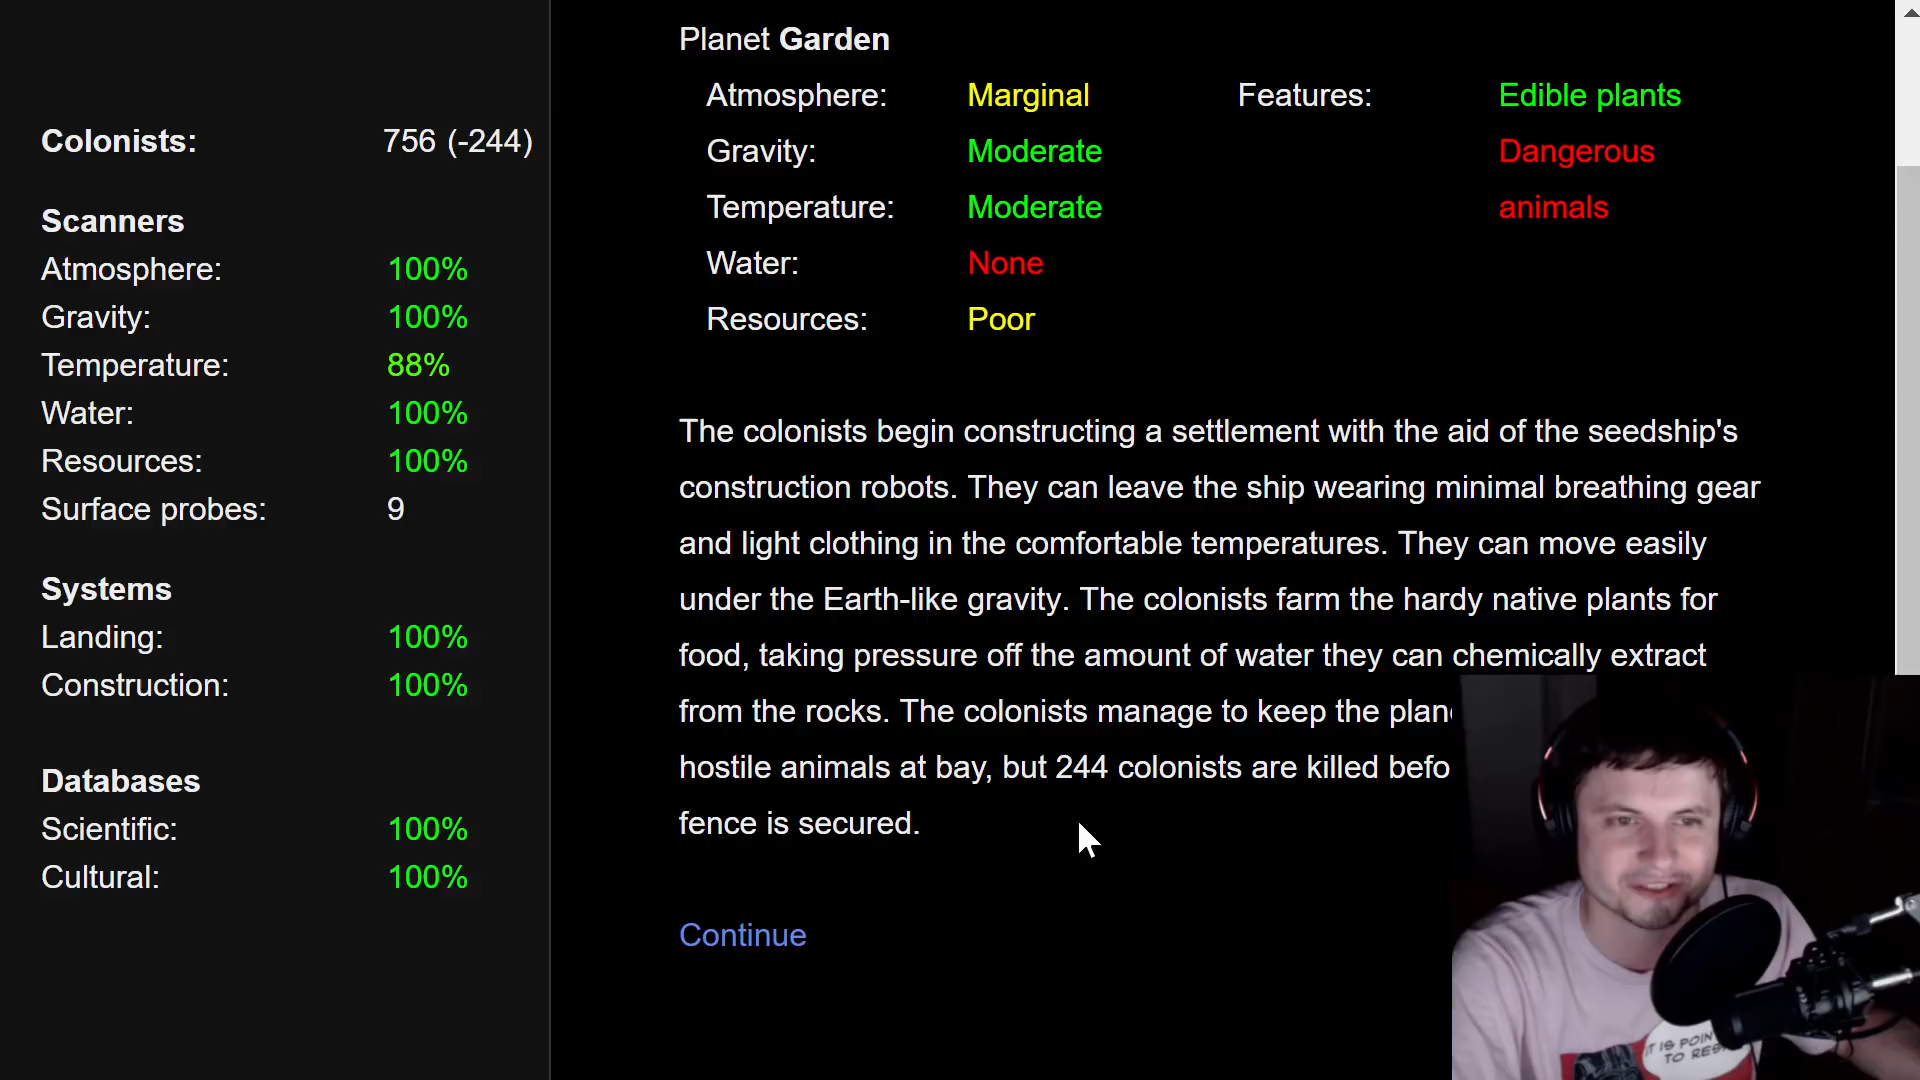 Colonists: 756 (-244)
Scanners
Atmosphere: 100%
Gravity: 100%
Temperature: 88%
Water: 100%
Resources: 100%
Surface probes: 9
Systems
Landing: 100%
Construction: 100%
Databases
Scientific: 100%
Cultural: 100%
Planet Garden
Atmosphere: Marginal Features: Edible plants
Gravity: Moderate Dangerous
Temperature: Moderate animals
Water: None
Resources: Poor
The colonists begin constructing a settlement with the aid of the seedship's
construction robots. They can leave the ship wearing minimal breathing gear
and light clothing in the comfortable temperatures. They can move easily
under the Earth-like gravity. The colonists farm the hardy native plants for
food, taking pressure off the amount of water they can chemically extract
from the rocks. The colonists manage to keep the
hostile animals at bay, but 244 colonists are killed
fence is secured.
Continue
IT IS
TO